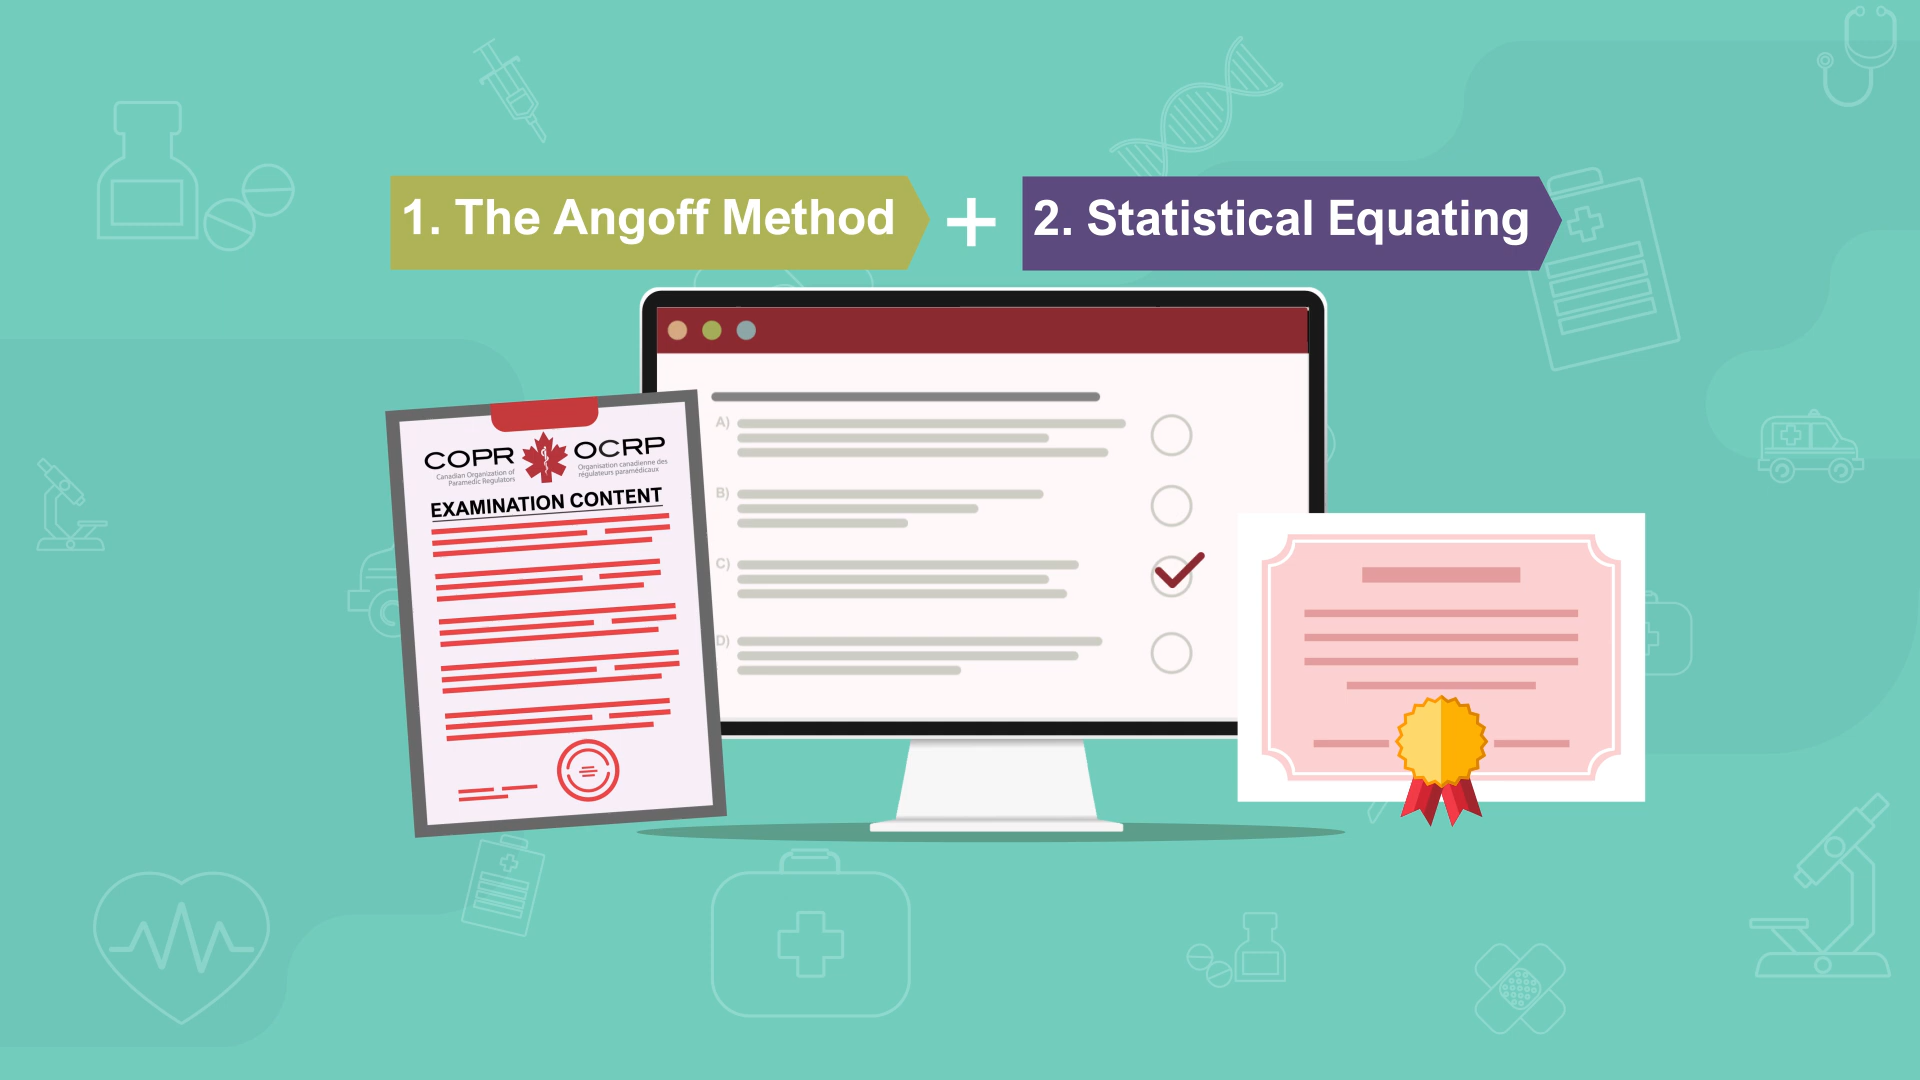 1. The Angoff Method
+
2. Statistical Equating
COPR
Canadian Organization of
Paramedic Regulators
OCRP
Organisation canadienne des
régulateurs paramédicaux
EXAMINATION CONTENT
A)
B)
C)
D)